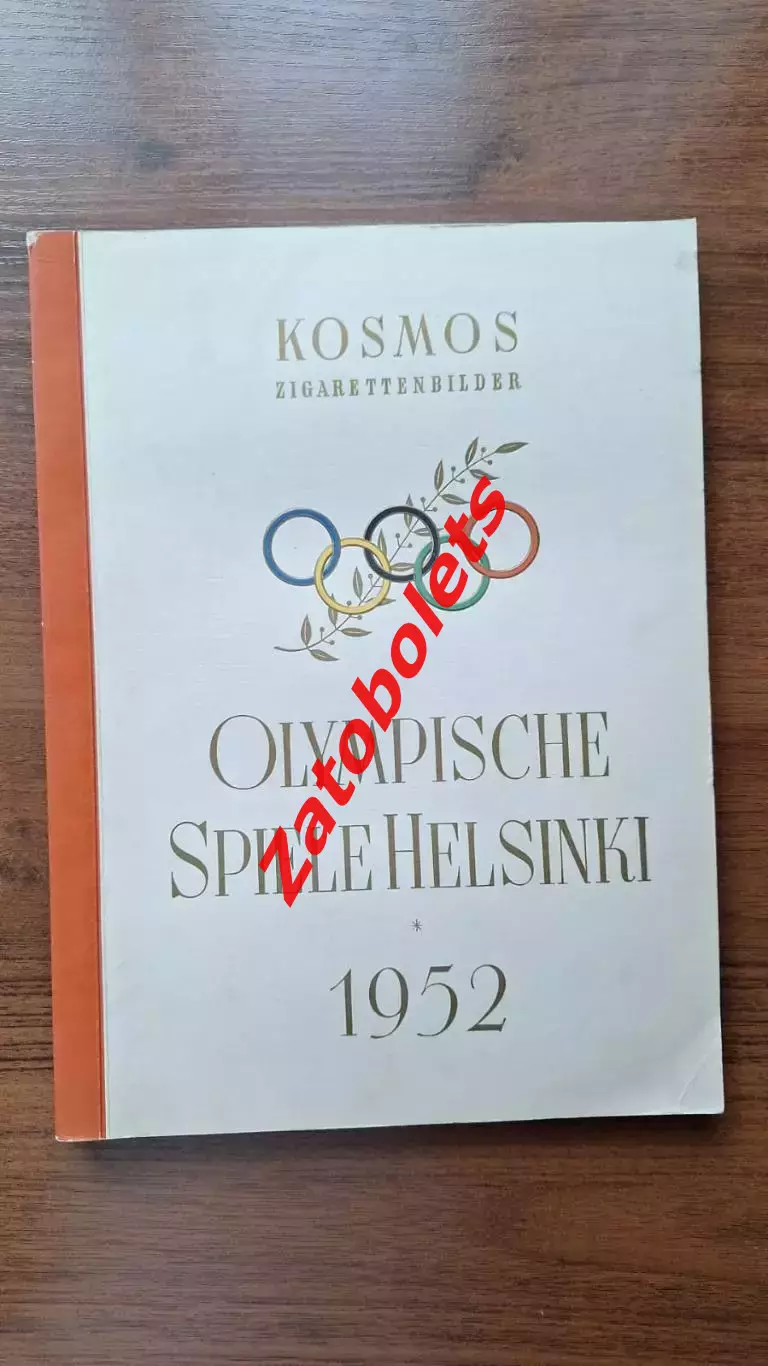 KOSMOS
ZIGARETTENBILDER
Zatobolets
OLYMPISCHE
SPIELE HELSINKI
*
1952